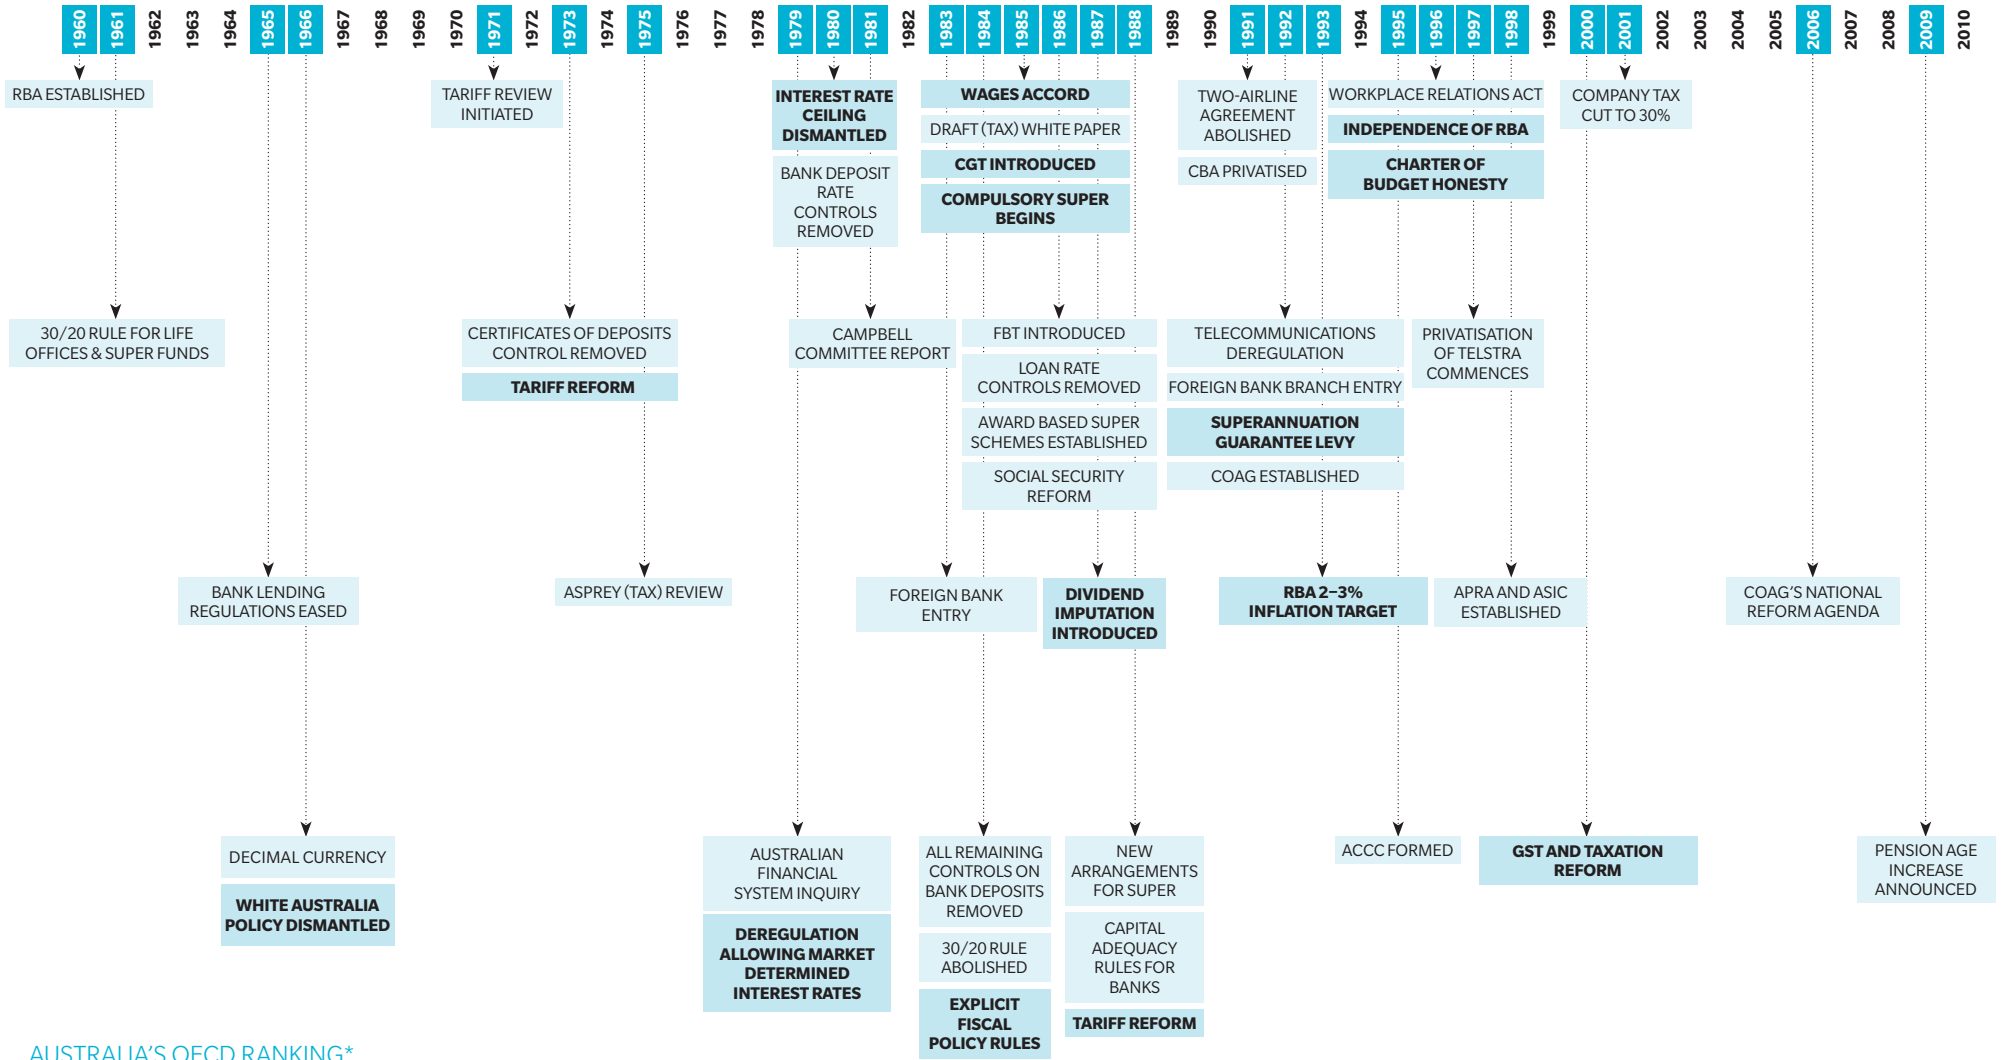 1960
1961
1962
1963
1964
1965
1966
1967
1968
1969
1970
1971
1972
1973
1974
1975
1976
1977
1978
1979
1980
1981
1982
1983
1984
1985
1986
1987
1988
1989
1990
1991
1992
1993
1994
1995
1996
1997
1998
1999
2000
2001
2002
2003
2004
2005
2006
2007
2008
2009
2010
RBA ESTABLISHED
TARIFF REVIEW
INITIATED
INTEREST RATE
CEILING
DISMANTLED
BANK DEPOSIT
RATE
CONTROLS
REMOVED
WAGES ACCORD
DRAFT (TAX) WHITE PAPER
CGT INTRODUCED
COMPULSORY SUPER
BEGINS
TWO-AIRLINE
AGREEMENT
ABOLISHED
CBA PRIVATISED
WORKPLACE RELATIONS ACT
INDEPENDENCE OF RBA
CHARTER OF
BUDGET HONESTY
COMPANY TAX
CUT TO 30%
30/20 RULE FOR LIFE
OFFICES & SUPER FUNDS
CERTIFICATES OF DEPOSITS
CONTROL REMOVED
TARIFF REFORM
CAMPBELL
COMMITTEE REPORT
FBT INTRODUCED
LOAN RATE
CONTROLS REMOVED
AWARD BASED SUPER
SCHEMES ESTABLISHED
SOCIAL SECURITY
REFORM
TELECOMMUNICATIONS
DEREGULATION
FOREIGN BANK BRANCH ENTRY
SUPERANNUATION
GUARANTEE LEVY
COAG ESTABLISHED
PRIVATISATION
OF TELSTRA
COMMENCES
BANK LENDING
REGULATIONS EASED
ASPREY (TAX) REVIEW
FOREIGN BANK
ENTRY
DIVIDEND
IMPUTATION
INTRODUCED
RBA 2–3%
INFLATION TARGET
APRA AND ASIC
ESTABLISHED
COAG'S NATIONAL
REFORM AGENDA
DECIMAL CURRENCY
WHITE AUSTRALIA
POLICY DISMANTLED
AUSTRALIAN
FINANCIAL
SYSTEM INQUIRY
DEREGULATION
ALLOWING MARKET
DETERMINED
INTEREST RATES
ALL REMAINING
CONTROLS ON
BANK DEPOSITS
REMOVED
30/20 RULE
ABOLISHED
EXPLICIT
FISCAL
POLICY RULES
NEW
ARRANGEMENTS
FOR SUPER
CAPITAL
ADEQUACY
RULES FOR
BANKS
TARIFF REFORM
ACCC FORMED
GST AND TAXATION
REFORM
PENSION AGE
INCREASE
ANNOUNCED
AUSTRALIA'S OECD RANKING*